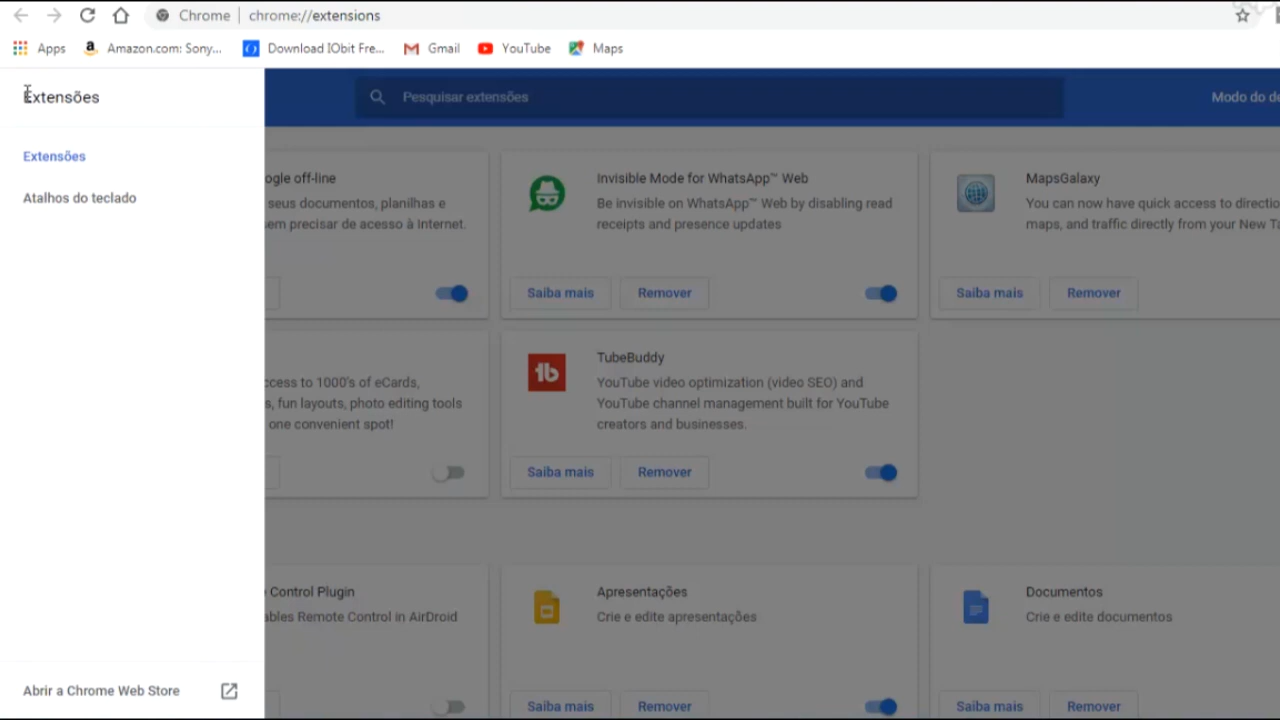 Chrome | chrome://extensions
Apps
Amazon.com: Sony...
Download IObit Fre...
Gmail
YouTube
Maps
Extensões
Pesquisar extensões
Modo do de
Extensões
Atalhos do teclado
ogle off-line
seus documentos, planilhas e
em precisar de acesso à Internet.
Invisible Mode for WhatsApp™ Web
Be invisible on WhatsApp™ Web by disabling read
receipts and presence updates
Saiba mais
Remover
MapsGalaxy
You can now have quick access to directio
maps, and traffic directly from your New Ta
Saiba mais
Remover
ccess to 1000's of eCards,
s, fun layouts, photo editing tools
one convenient spot!
TubeBuddy
YouTube video optimization (video SEO) and
YouTube channel management built for YouTube
creators and businesses.
Saiba mais
Remover
Control Plugin
ables Remote Control in AirDroid
Apresentações
Crie e edite apresentações
Saiba mais
Remover
Documentos
Crie e edite documentos
Saiba mais
Remover
Abrir a Chrome Web Store